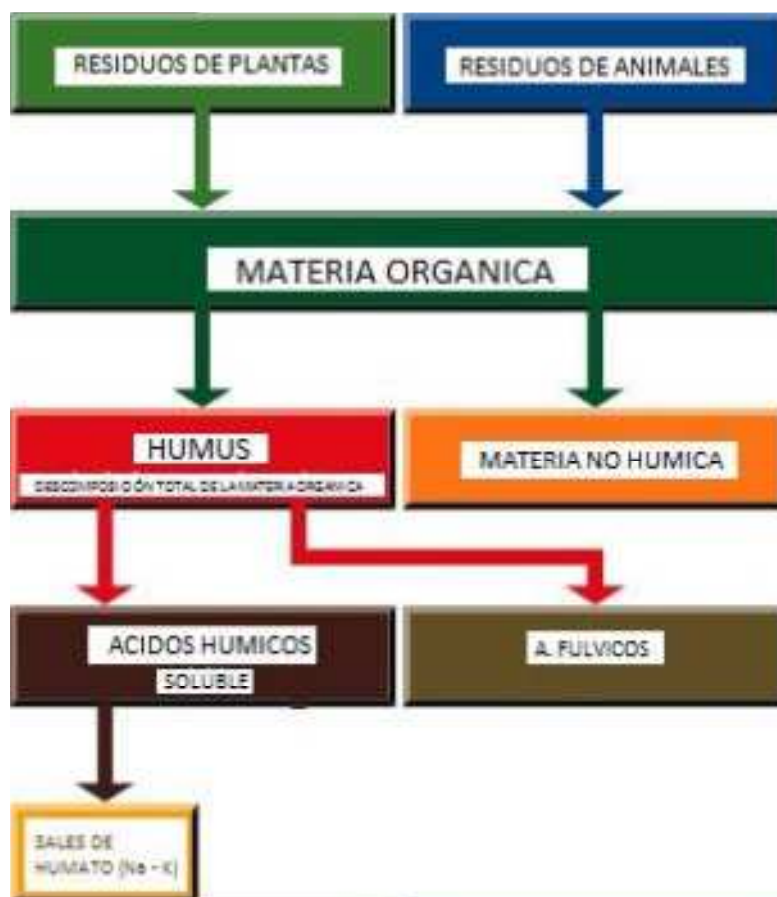 RESIDUOS DE PLANTAS
RESIDUOS DE ANIMALES
MATERIA ORGANICA
HUMUS
DESCOMPOSICIÓN TOTAL DE LA MATERIA ORGANICA
MATERIA NO HUMICA
ACIDOS HUMICOS
SOLUBLE
A. FULVICOS
SALES DE
HUMATO (Na - K)